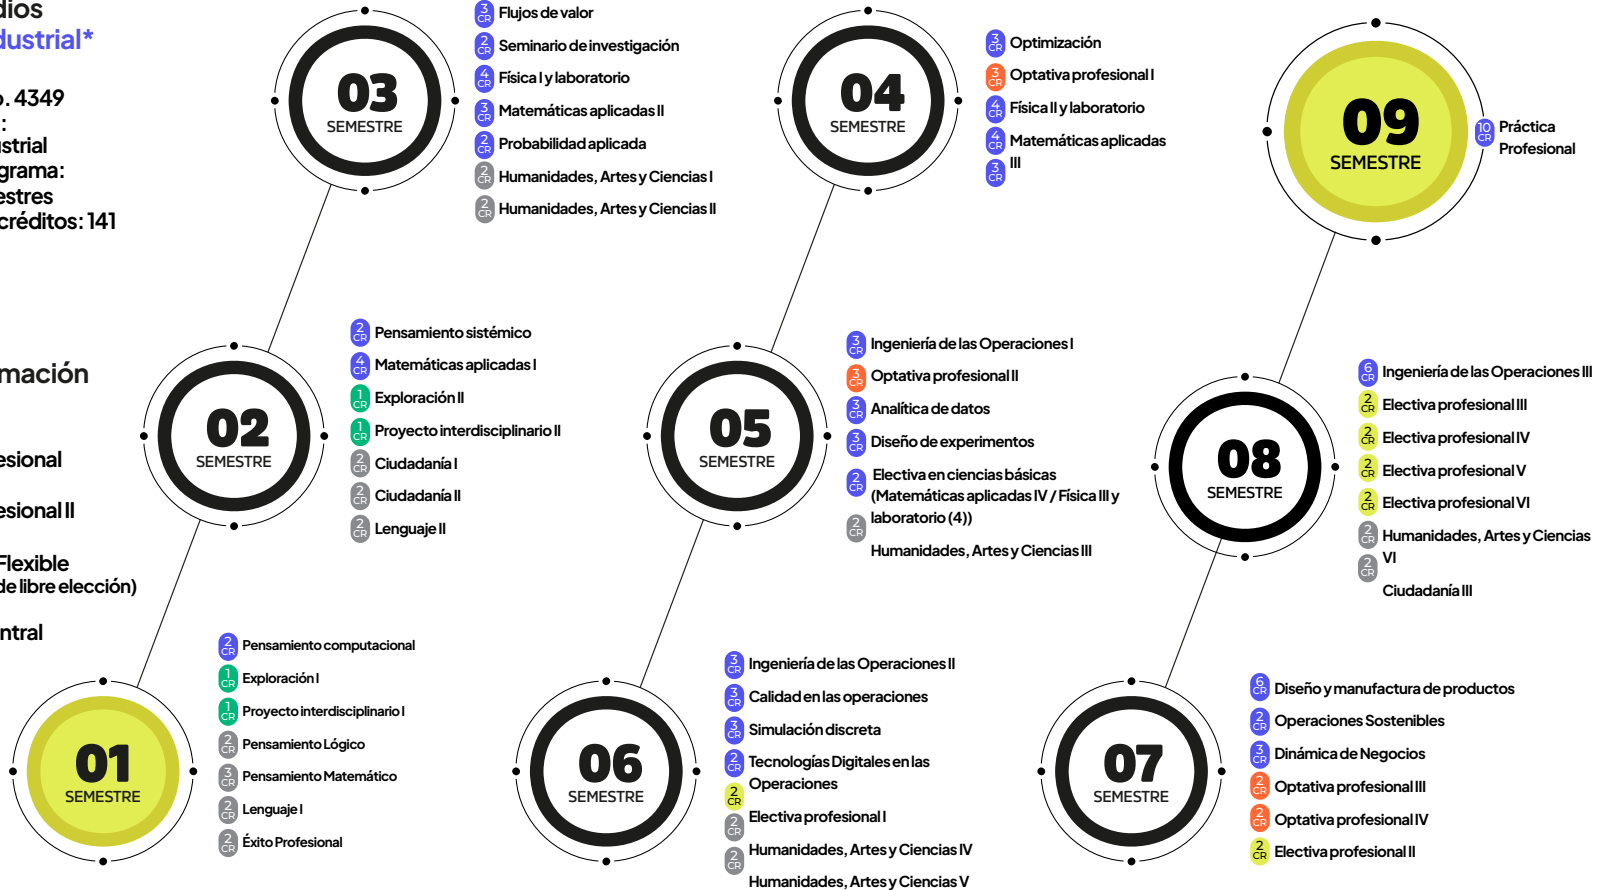 dios
dustrial*
o. 4349
:
ustrial
grama:
estres
créditos: 141
mación
esional
esional II
Flexible
de libre elección)
ntral
03
SEMESTRE
3 CR Flujos de valor
2 CR Seminario de investigación
4 CR Física I y laboratorio
3 CR Matemáticas aplicadas II
2 CR Probabilidad aplicada
2 CR Humanidades, Artes y Ciencias I
2 CR Humanidades, Artes y Ciencias II
04
SEMESTRE
3 CR Optimización
3 CR Optativa profesional I
4 CR Física II y laboratorio
4 CR Matemáticas aplicadas
3 CR III
09
SEMESTRE
10 CR Práctica
Profesional
02
SEMESTRE
2 CR Pensamiento sistémico
4 CR Matemáticas aplicadas I
1 CR Exploración II
1 CR Proyecto interdisciplinario II
2 CR Ciudadanía I
2 CR Ciudadanía II
2 CR Lenguaje II
05
SEMESTRE
3 CR Ingeniería de las Operaciones I
3 CR Optativa profesional II
3 CR Analítica de datos
3 CR Diseño de experimentos
2 CR Electiva en ciencias básicas
(Matemáticas aplicadas IV / Física III y
2 CR laboratorio (4))
Humanidades, Artes y Ciencias III
08
SEMESTRE
6 CR Ingeniería de las Operaciones III
2 CR Electiva profesional III
2 CR Electiva profesional IV
2 CR Electiva profesional V
2 CR Electiva profesional VI
2 CR Humanidades, Artes y Ciencias
2 CR VI
Ciudadanía III
01
SEMESTRE
2 CR Pensamiento computacional
1 CR Exploración I
1 CR Proyecto interdisciplinario I
2 CR Pensamiento Lógico
3 CR Pensamiento Matemático
2 CR Lenguaje I
2 CR Éxito Profesional
06
SEMESTRE
3 CR Ingeniería de las Operaciones II
3 CR Calidad en las operaciones
3 CR Simulación discreta
2 CR Tecnologías Digitales en las
2 CR Operaciones
2 CR Electiva profesional I
2 CR Humanidades, Artes y Ciencias IV
Humanidades, Artes y Ciencias V
07
SEMESTRE
6 CR Diseño y manufactura de productos
2 CR Operaciones Sostenibles
3 CR Dinámica de Negocios
2 CR Optativa profesional III
2 CR Optativa profesional IV
2 CR Electiva profesional II